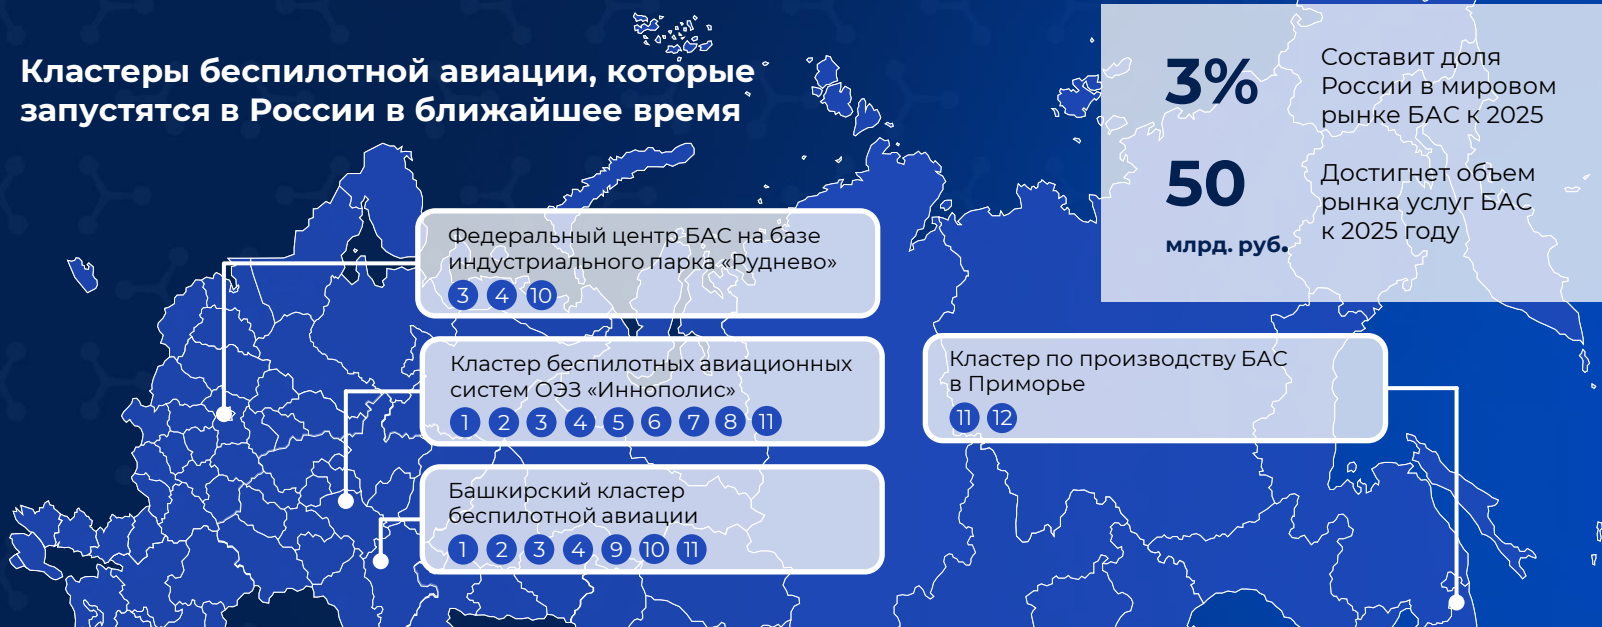 Кластеры беспилотной авиации, которые
запустятся в России в ближайшее время
3%
Составит доля
России в мировом
рынке БАС к 2025
50
млрд. руб.
Достигнет объем
рынка услуг БАС
к 2025 году
Федеральный центр БАС на базе
индустриального парка «Руднево»
3 4 10
Кластер беспилотных авиационных
систем ОЭЗ «Иннополис»
1 2 3 4 5 6 7 8 11
Башкирский кластер
беспилотной авиации
1 2 3 4 9 10 11
Кластер по производству БАС
в Приморье
11 12